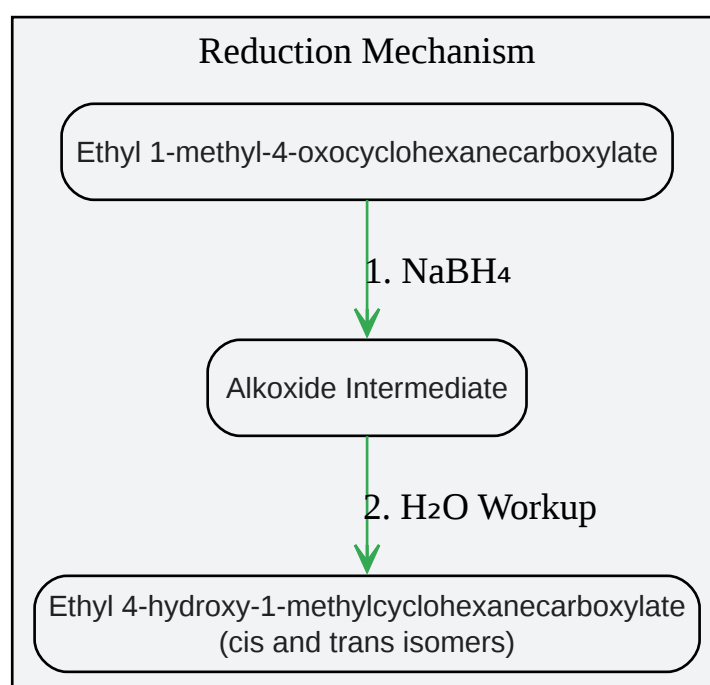 Reduction Mechanism
Ethyl 1-methyl-4-oxocyclohexanecarboxylate
1. NaBH₄
Alkoxide Intermediate
2. H₂O Workup
Ethyl 4-hydroxy-1-methylcyclohexanecarboxylate
(cis and trans isomers)